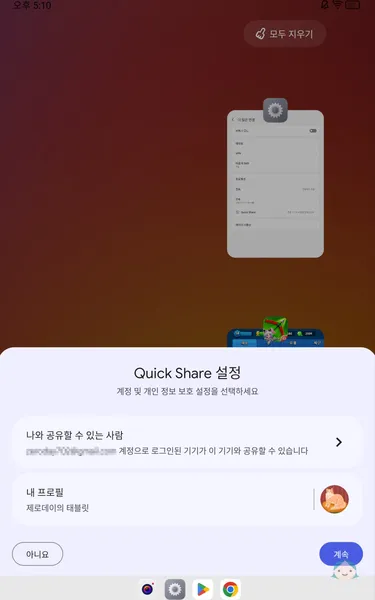 오후 5:10
모두 지우기
Quick Share
Quick Share 설정
계정 및 개인 정보 보호 설정을 선택하세요
나와 공유할 수 있는 사람
계정으로 로그인된 기기가 이 기기와 공유할 수 있습니다
내 프로필
제로데이의 태블릿
아니요
계속